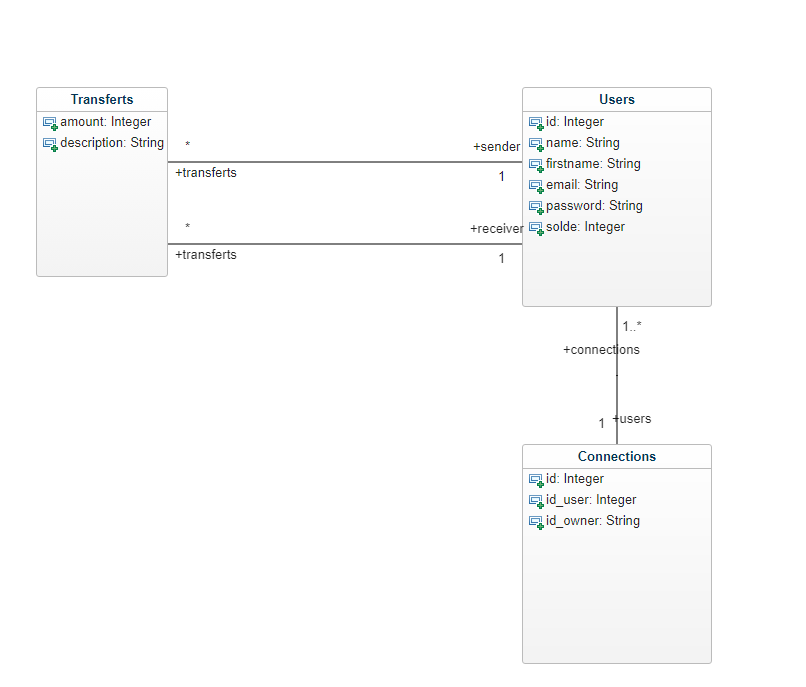 Transferts
amount: Integer
description: String
*
+transferts
+sender
1
*
+transferts
+receiver
1
Users
id: Integer
name: String
firstname: String
email: String
password: String
solde: Integer
1..*
+connections
+users
1
Connections
id: Integer
id_user: Integer
id_owner: String